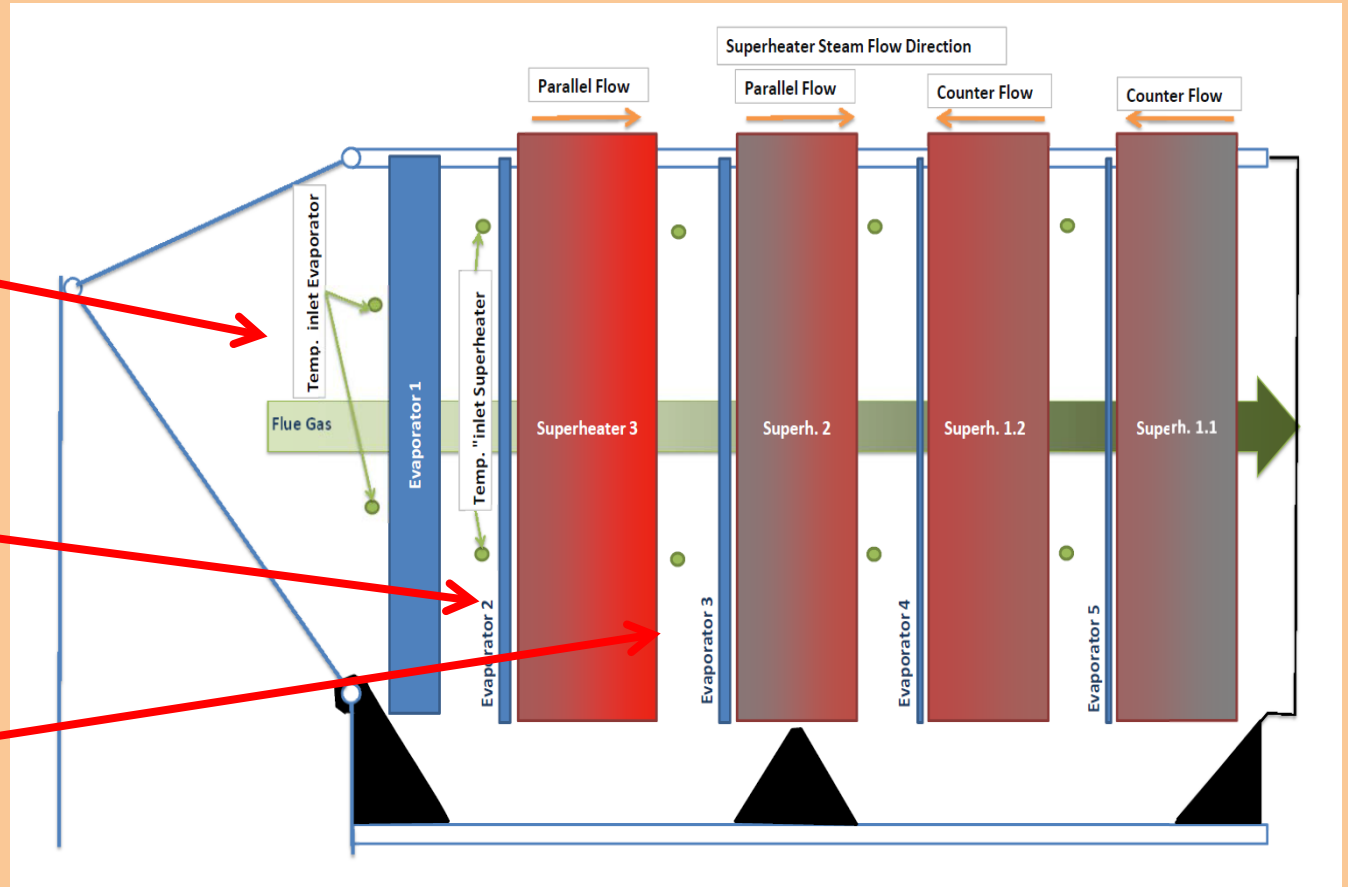 Superheater Steam Flow Direction
Parallel Flow
Parallel Flow
Counter Flow
Counter Flow
Temp. inlet Evaporator
Temp. "inlet Superheater
Flue Gas
Evaporator 1
Superheater 3
Superh. 2
Superh. 1.2
Superh. 1.1
Evaporator 2
Evaporator 3
Evaporator 4
Evaporator 5